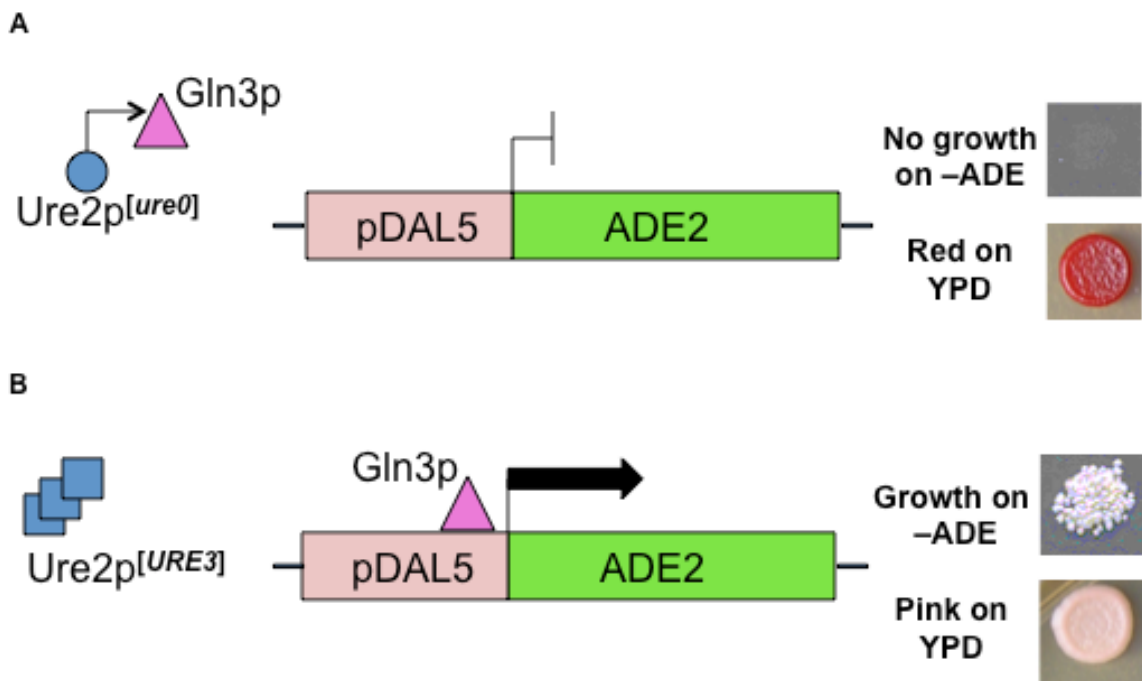 A
Gln3p
Ure2p[ure0]
pDAL5
ADE2
No growth
on –ADE
Red on
YPD
B
Gln3p
Ure2p[URE3]
pDAL5
ADE2
Growth on
–ADE
Pink on
YPD